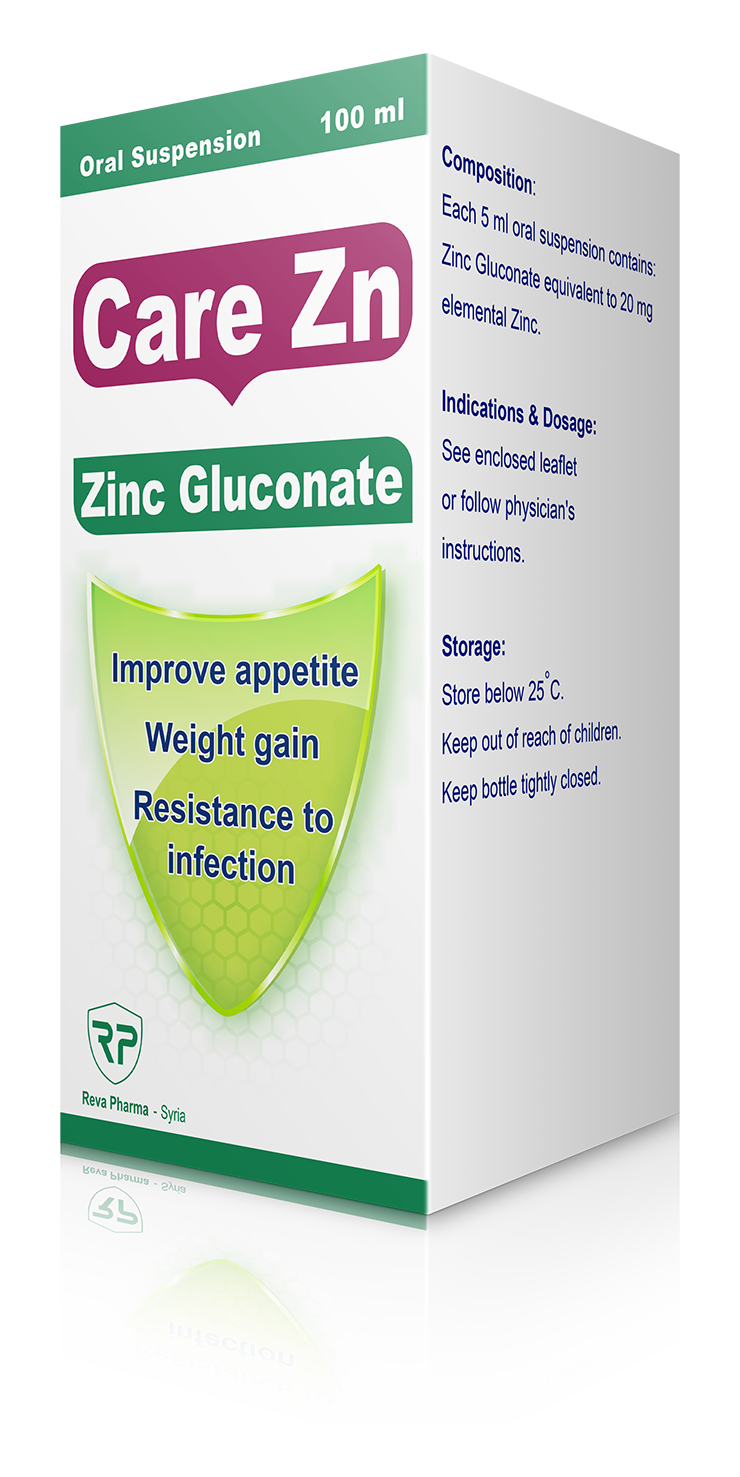 Oral Suspension 100 ml
Care Zn
Zinc Gluconate
Improve appetite
Weight gain
Resistance to
infection
RP
Reva Pharma - Syria
Composition:
Each 5 ml oral suspension contains:
Zinc Gluconate equivalent to 20 mg
elemental Zinc.
Indications & Dosage:
See enclosed leaflet
or follow physician's
instructions.
Storage:
Store below 25°C.
Keep out of reach of children.
Keep bottle tightly closed.